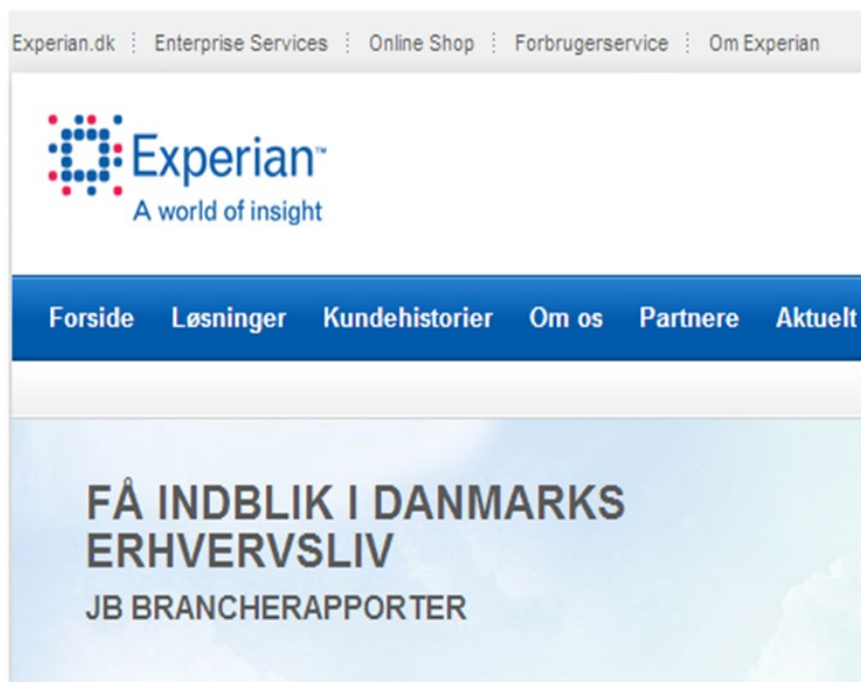 Experian.dk Enterprise Services Online Shop Forbrugerservice Om Experian
Experian™
A world of insight
Forside Løsninger Kundehistorier Om os Partnere Aktuelt
FÅ INDBLIK I DANMARKS
ERHVERVSLIV
JB BRANCHERAPPORTER